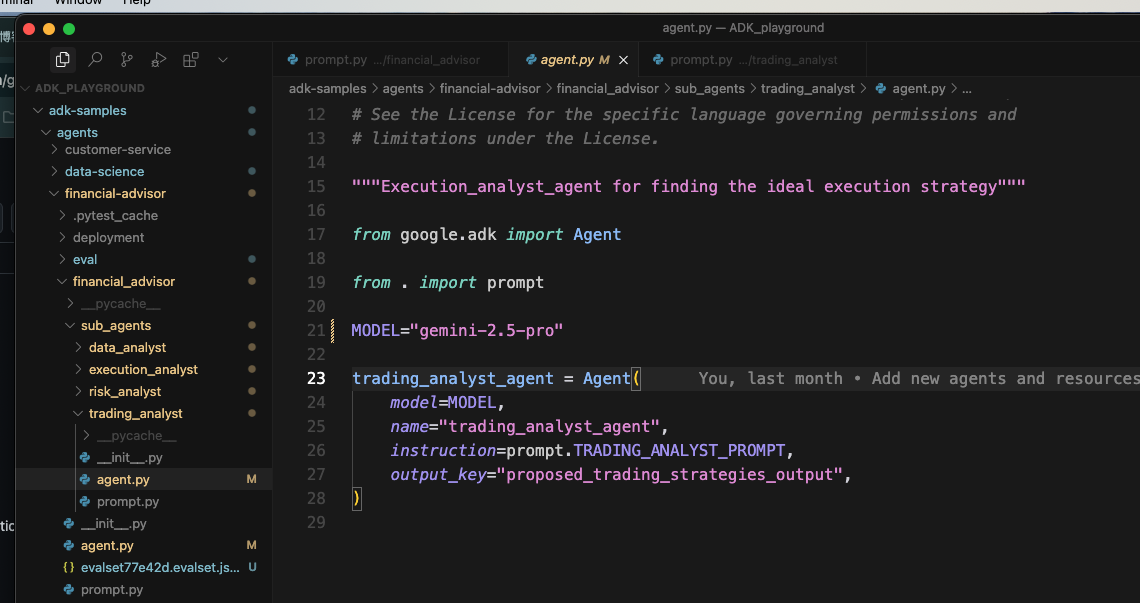 Window
Help
agent.py — ADK_playground
prompt.py .../financial_advisor
agent.py M
prompt.py .../trading_analyst
ADK_PLAYGROUND
adk-samples > agents > financial-advisor > financial_advisor > sub_agents > trading_analyst > agent.py > ...
adk-samples
agents
customer-service
data-science
financial-advisor
.pytest_cache
deployment
eval
financial_advisor
__pycache__
sub_agents
data_analyst
execution_analyst
risk_analyst
trading_analyst
__pycache__
__init__.py
agent.py M
prompt.py
__init__.py
agent.py M
{} evalset77e42d.evalset.js... U
prompt.py
12 # See the License for the specific language governing permissions and
13 # limitations under the License.
14
15 """Execution_analyst_agent for finding the ideal execution strategy"""
16
17 from google.adk import Agent
18
19 from . import prompt
20
21 MODEL="gemini-2.5-pro"
22
23 trading_analyst_agent = Agent( You, last month • Add new agents and resources
24 model=MODEL,
25 name="trading_analyst_agent",
26 instruction=prompt.TRADING_ANALYST_PROMPT,
27 output_key="proposed_trading_strategies_output",
28 )
29